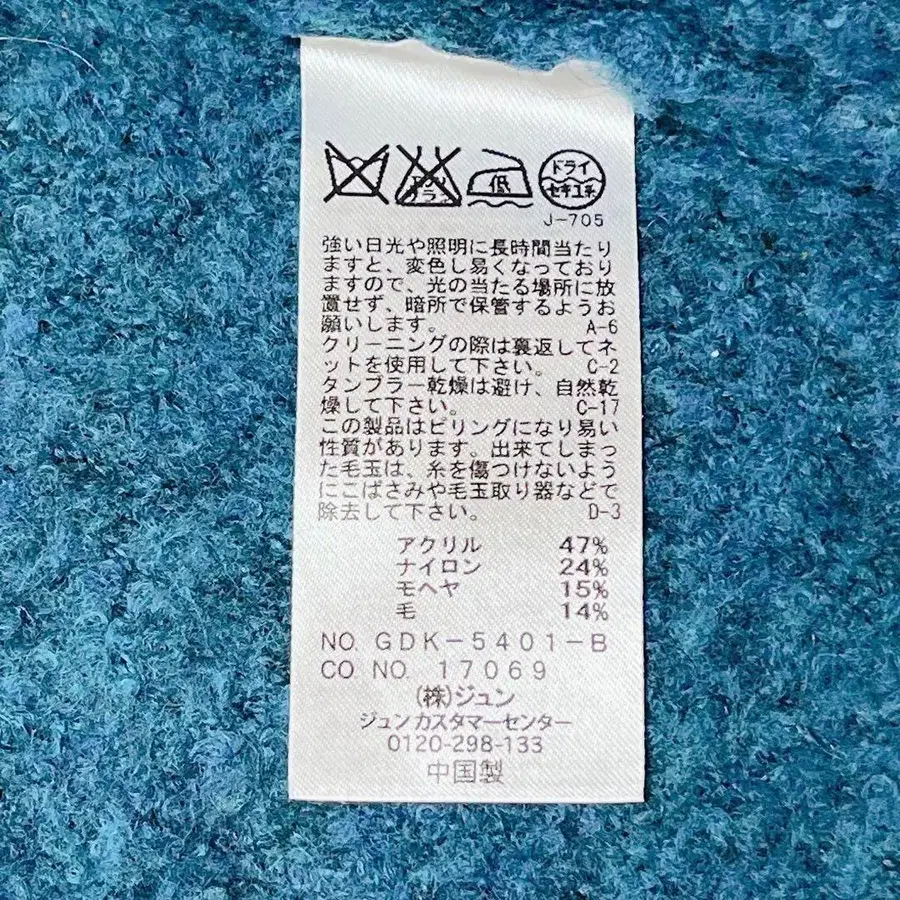 エンソ
サラシ
低
ドライ
セキユケイ
J-705
強い日光や照明に長時間当たり
ますと、変色し易くなっており
ますので、光の当たる場所に放
置せず、暗所で保管するようお
願いします。 A-6
クリーニングの際は裏返してネ
ットを使用して下さい。 C-2
タンブラー乾燥は避け、自然乾
燥して下さい。 C-17
この製品はピリングになり易い
性質があります。出来てしまっ
た毛玉は、糸を傷つけないよう
にこばさみや毛玉取り器などで
除去して下さい。 D-3
アクリル 47%
ナイロン 24%
モヘヤ 15%
毛 14%
NO. GDK-5401-B
CO NO. 17069
(株)ジュン
ジュンカスタマーセンター
0120-298-133
中国製